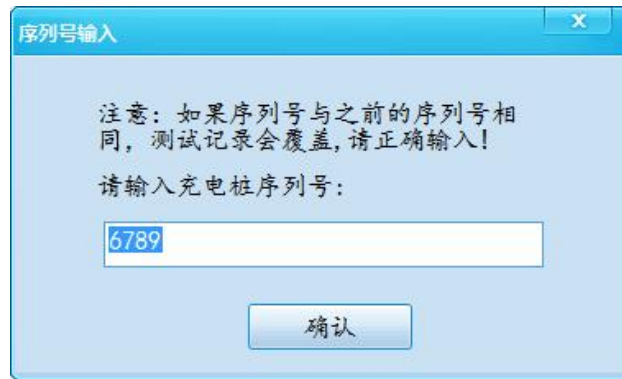 序列号输入
x
注意: 如果序列号与之前的序列号相
同, 测试记录会覆盖,请正确输入!
请输入充电桩序列号:
6789
确认